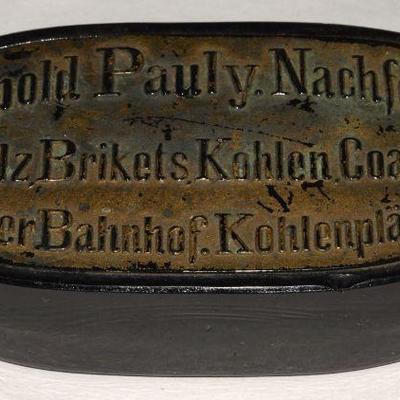 pold Pauly. Nachf
lz Brikets, Kohlen, Coa
er Bahnhof. Kohlenplä